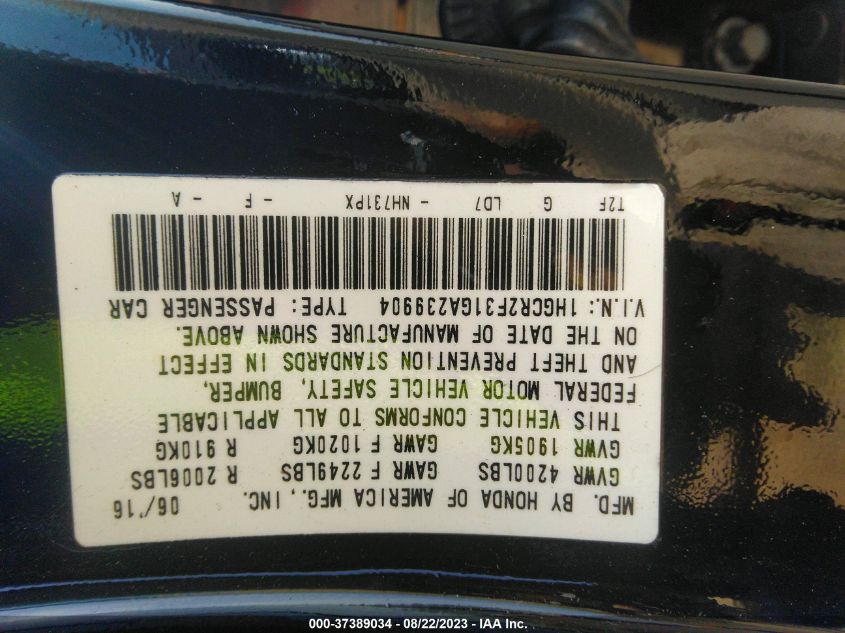 MFD. BY HONDA OF AMERICA MFG., INC. 06/'16
GVWR 4200LBS GAWR F 2249LBS R 2006LBS
GVWR 1905KG GAWR F 1020KG R 910KG
THIS VEHICLE CONFORMS TO ALL APPLICABLE
FEDERAL MOTOR VEHICLE SAFETY, BUMPER,
AND THEFT PREVENTION STANDARDS IN EFFECT
ON THE DATE OF MANUFACTURE SHOWN ABOVE.
V.I.N.: 1HGCR2F31GA239904 TYPE: PASSENGER CAR
T2F G LD7 - NH731PX - F - A
000-37389034 - 08/22/2023 - IAA Inc.